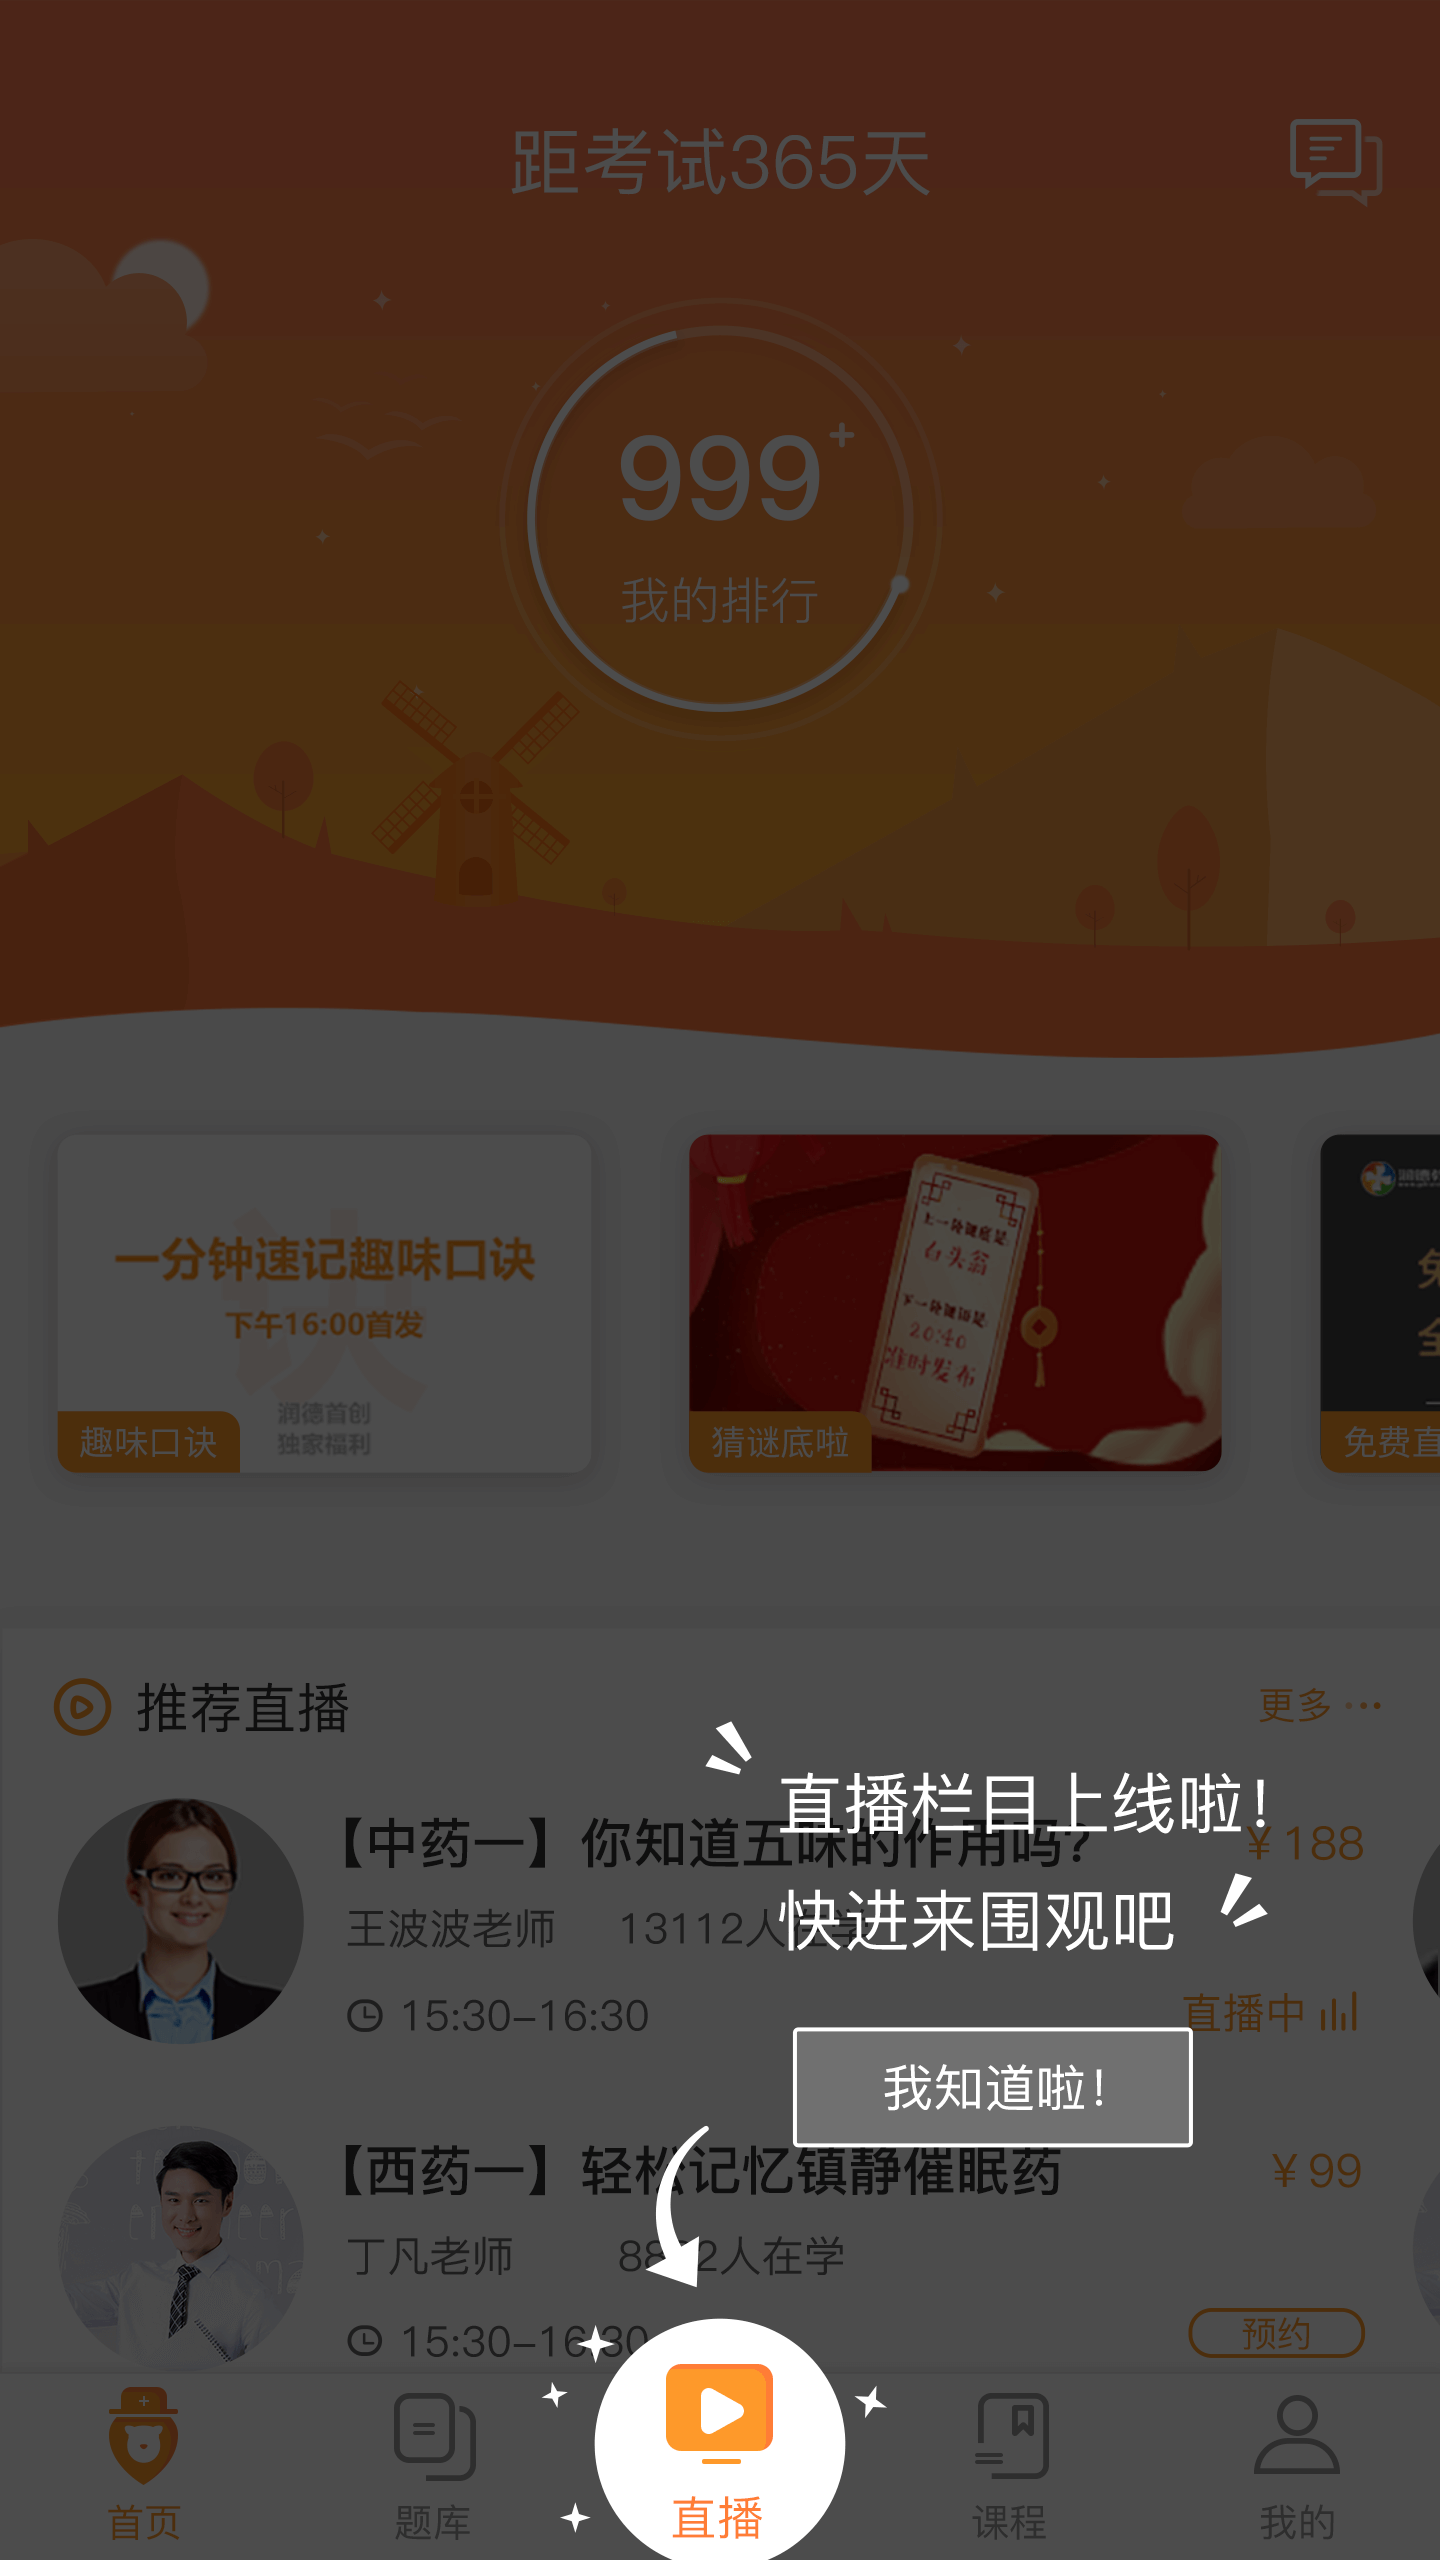 距考试365天
999+
我的排行
一分钟速记趣味口诀
下午16:00首发
润德首创
独家福利
趣味口诀
上一轮谜底是:
白头翁
下一轮谜语是:
20:40
准时发布
猜谜底啦
免费直
推荐直播
更多
直播栏目上线啦!
快进来围观吧
【中药一】你知道五味的作用吗?
¥188
王波波老师 13112人在学
15:30-16:30
直播中
我知道啦!
【西药一】轻松记忆镇静催眠药
¥99
丁凡老师
2人在学
15:30-16:30
预约
首页
题库
直播
课程
我的